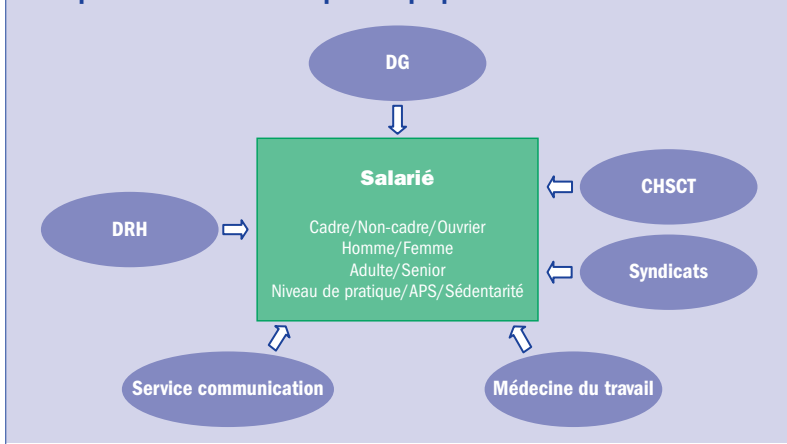 DG
Salarié
Cadre/Non-cadre/Ouvrier
Homme/Femme
Adulte/Senior
Niveau de pratique/APS/Sédentarité
DRH
CHSCT
Syndicats
Service communication
Médecine du travail